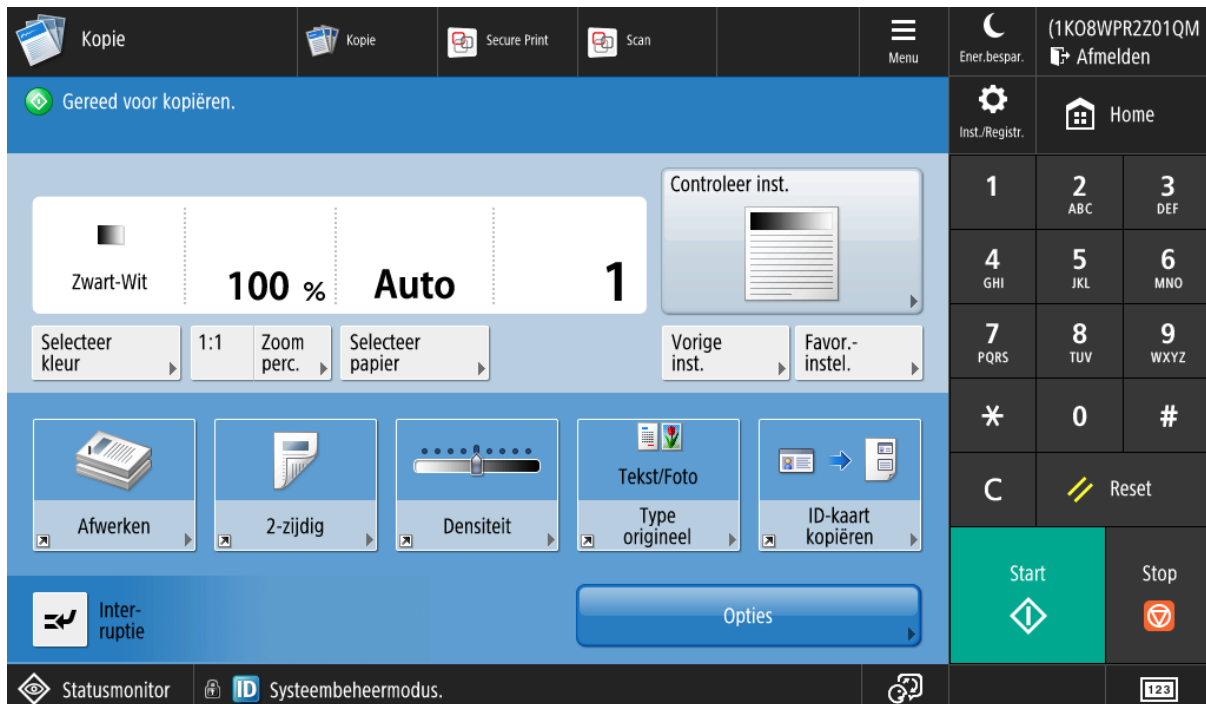 Kopie
Kopie
Secure Print
Scan
Menu
Ener.bespar.
(1KO8WPR2Z01QM
Afmelden
Gereed voor kopiëren.
Inst./Registr.
Home
Controleer inst.
Zwart-Wit
100 %
Auto
1
Selecteer
kleur
1:1
Zoom
perc.
Selecteer
papier
Vorige
inst.
Favor.-
instel.
Afwerken
2-zijdig
Densiteit
Tekst/Foto
Type
origineel
ID-kaart
kopiëren
Inter-
ruptie
Opties
1
2
ABC
3
DEF
4
GHI
5
JKL
6
MNO
7
PQRS
8
TUV
9
WXYZ
*
0
#
C
Reset
Start
Stop
Statusmonitor
ID
Systeembeheermodus.
123